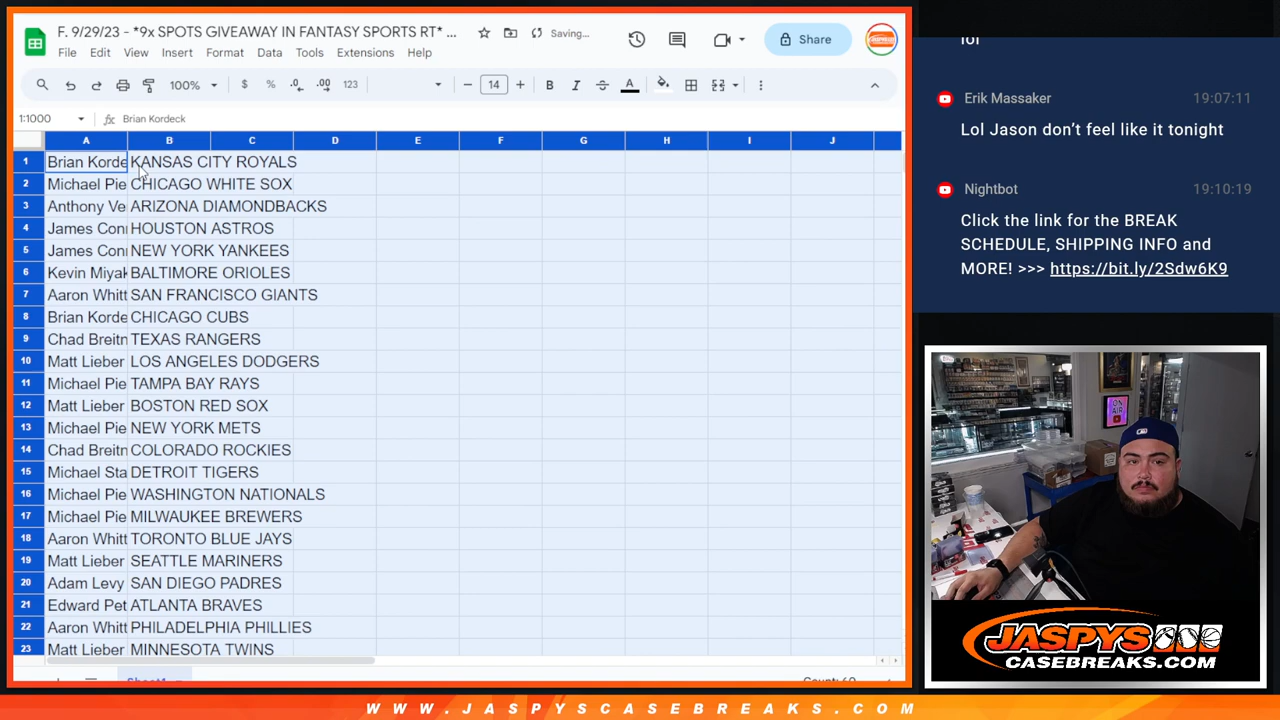 F. 9/29/23 - *9x SPOTS GIVEAWAY IN FANTASY SPORTS RT* ...
Saving...
File Edit View Insert Format Data Tools Extensions Help
Share
100% $ % .0 .00 123 14 B I S A
1:1000 fx Brian Kordeck
A B C D E F G H I J
1 Brian Korde KANSAS CITY ROYALS
2 Michael Pie CHICAGO WHITE SOX
3 Anthony Ve ARIZONA DIAMONDBACKS
4 James Con HOUSTON ASTROS
5 James Con NEW YORK YANKEES
6 Kevin Miyak BALTIMORE ORIOLES
7 Aaron Whitt SAN FRANCISCO GIANTS
8 Brian Korde CHICAGO CUBS
9 Chad Breitn TEXAS RANGERS
10 Matt Lieber LOS ANGELES DODGERS
11 Michael Pie TAMPA BAY RAYS
12 Matt Lieber BOSTON RED SOX
13 Michael Pie NEW YORK METS
14 Chad Breitn COLORADO ROCKIES
15 Michael Sta DETROIT TIGERS
16 Michael Pie WASHINGTON NATIONALS
17 Michael Pie MILWAUKEE BREWERS
18 Aaron Whitt TORONTO BLUE JAYS
19 Matt Lieber SEATTLE MARINERS
20 Adam Levy SAN DIEGO PADRES
21 Edward Pet ATLANTA BRAVES
22 Aaron Whitt PHILADELPHIA PHILLIES
23 Matt Lieber MINNESOTA TWINS
lol
Erik Massaker 19:07:11
Lol Jason don't feel like it tonight
Nightbot 19:10:19
Click the link for the BREAK
SCHEDULE, SHIPPING INFO and
MORE! >>> https://bit.ly/2Sdw6K9
ON AIR
JASPYS
CASEBREAKS.COM
WWW.JASPYSCASEBREAKS.COM